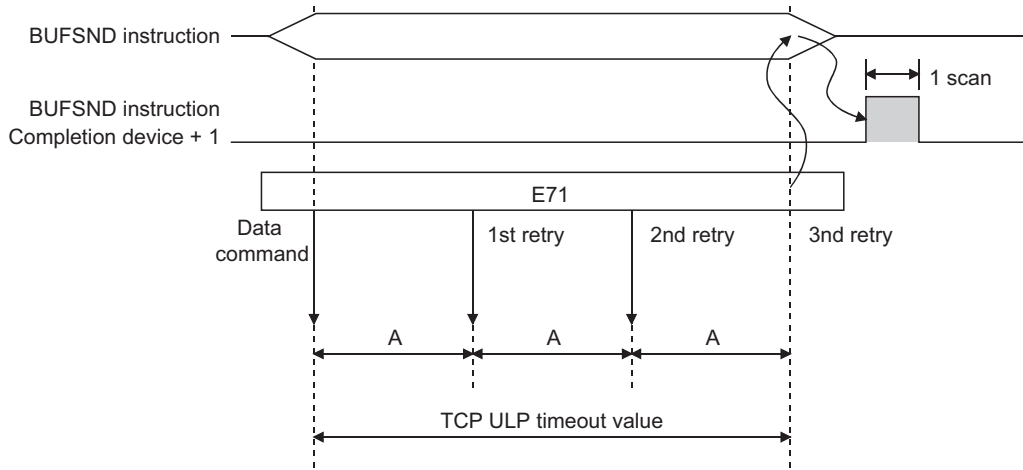 BUFSND instruction
1 scan
BUFSND instruction
Completion device + 1
E71
Data
command
1st retry
2nd retry
3nd retry
A
A
A
TCP ULP timeout value